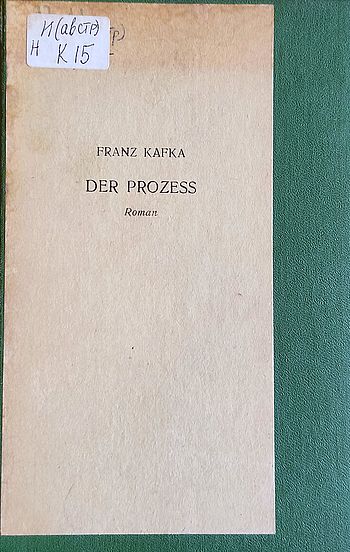 И(австр)
Н
К15
FRANZ KAFKA
DER PROZESS
Roman